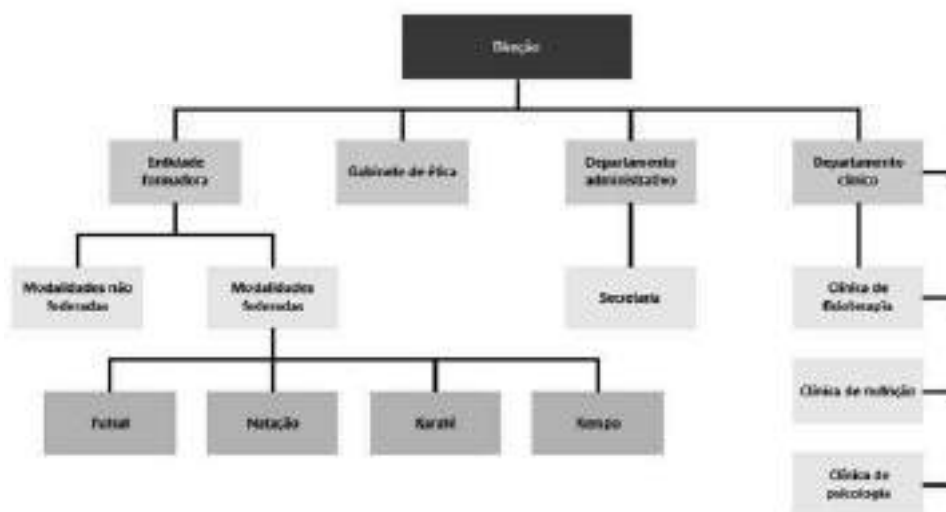 Direção
Entidade
formadora
Gabinete de ética
Departamento
administrativo
Departamento
clínico
Modalidades não
federadas
Modalidades
federadas
Secretaria
Clínica de
fisioterapia
Futsal
Natação
Karaté
Kempo
Clínica de nutrição
Clínica de
psicologia